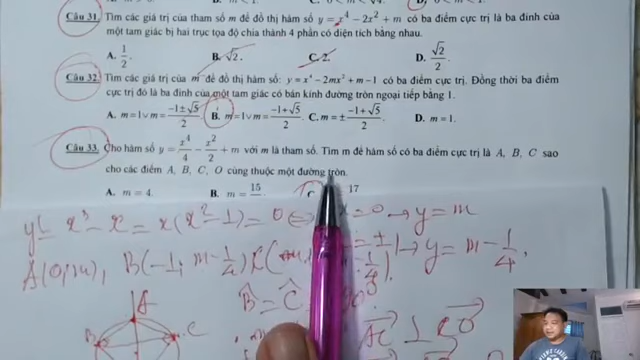 Câu 31. Tìm các giá trị của tham số m để đồ thị hàm số y = x⁴ − 2x² + m có ba điểm cực trị là ba đỉnh của
một tam giác bị hai trục tọa độ chia thành 4 phần có diện tích bằng nhau.
A. 1/2. B. √2. C. 2. D. √2/2.
Câu 32. Tìm các giá trị của m để đồ thị hàm số: y = x⁴ − 2mx² + m − 1 có ba điểm cực trị. Đồng thời ba điểm
cực trị đó là ba đỉnh của một tam giác có bán kính đường tròn ngoại tiếp bằng 1.
A. m = 1 ∨ m = (−1 ± √5)/2 B. m = 1 ∨ m = (−1 + √5)/2. C. m = ± (−1 + √5)/2 D. m = 1.
Câu 33. Cho hàm số y = x⁴/4 − x²/2 + m với m là tham số. Tìm m để hàm số có ba điểm cực trị là A, B, C sao
cho các điểm A, B, C, O cùng thuộc một đường tròn.
A. m = 4. B. m = 15 17
y' = x³ − x = x(x² − 1) = 0 ⇔ x = 0 → y = m
= ±1 → y = m − 1/4.
A(0; m), B(−1; m − 1/4)
B̂ = Ĉ
A
B C
AC ⊥ CO